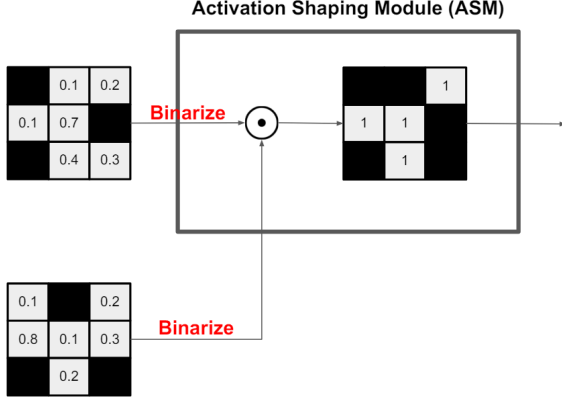 Activation Shaping Module (ASM)
0.1 0.2
0.1 0.7
0.4 0.3
Binarize
1
1 1
1
0.1 0.2
0.8 0.1 0.3
0.2
Binarize